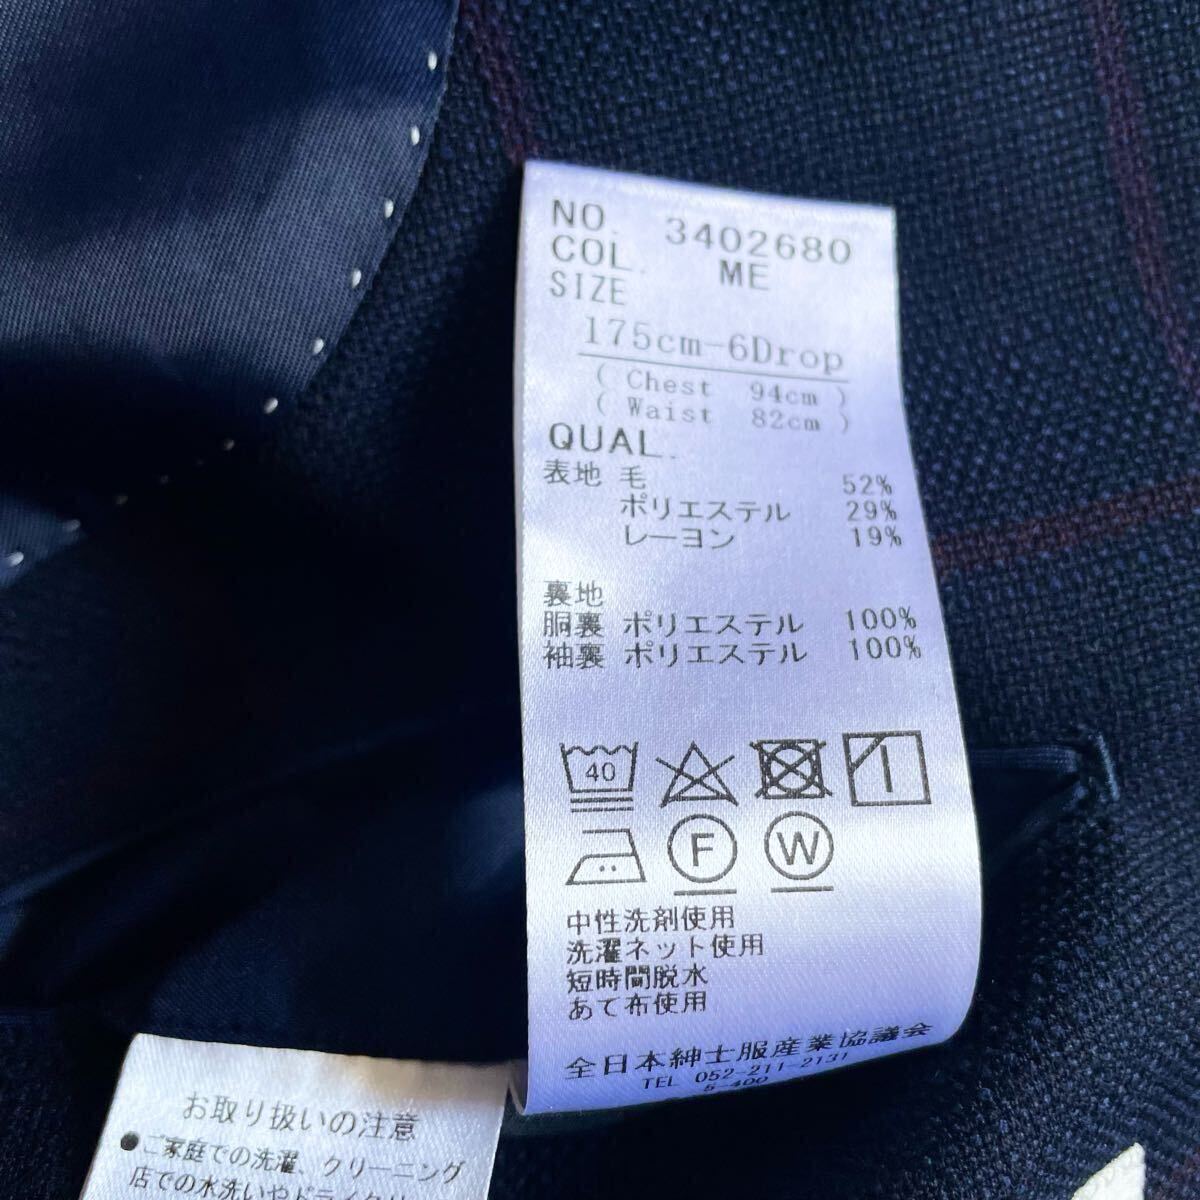 NO. 3402680
COL. ME
SIZE
175cm-6Drop
( Chest 94cm )
( Waist 82cm )
QUAL.
表地 毛 52%
ポリエステル 29%
レーヨン 19%
裏地
胴裏 ポリエステル 100%
袖裏 ポリエステル 100%
40
F W
中性洗剤使用
洗濯ネット使用
短時間脱水
あて布使用
全日本紳士服産業協議会
TEL 052-211-2131
5-400
お取り扱いの注意
●ご家庭での洗濯、クリーニング
店での水洗いやドライクリ